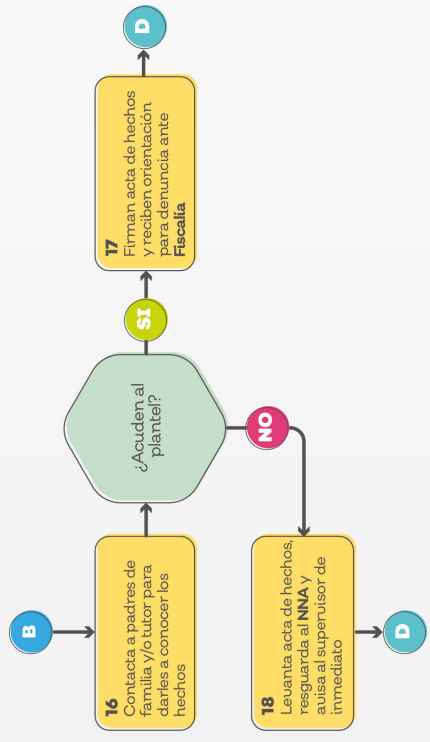 B
16
Contacta a padres de
familia y/o tutor para
darles a conocer los
hechos
¿Acuden al
plantel?
SI
17
Firman acta de hechos
y reciben orientación
para denuncia ante
Fiscalía
D
NO
18
Levanta acta de hechos,
resguarda al NNA y
avisa al supervisor de
inmediato
D